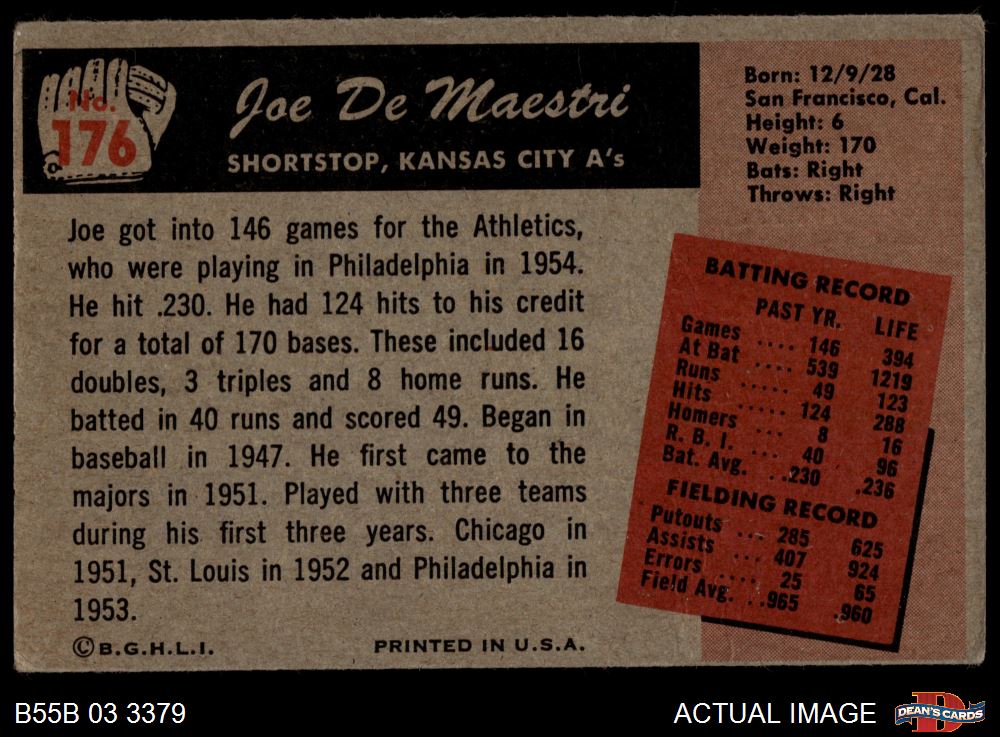 No.
176
Joe De Maestri
SHORTSTOP, KANSAS CITY A's
Born: 12/9/28
San Francisco, Cal.
Height: 6
Weight: 170
Bats: Right
Throws: Right
Joe got into 146 games for the Athletics,
who were playing in Philadelphia in 1954.
He hit .230. He had 124 hits to his credit
for a total of 170 bases. These included 16
doubles, 3 triples and 8 home runs. He
batted in 40 runs and scored 49. Began in
baseball in 1947. He first came to the
majors in 1951. Played with three teams
during his first three years. Chicago in
1951, St. Louis in 1952 and Philadelphia in
1953.
©B.G.H.L.I. PRINTED IN U.S.A.
BATTING RECORD
PAST YR. LIFE
Games .... 146 394
At Bat .... 539 1219
Runs ..... 49 123
Hits ..... 124 288
Homers ... 8 16
R. B. I. ... 40 96
Bat. Avg. . .230 .236
FIELDING RECORD
Putouts ... 285 625
Assists ... 407 924
Errors .... 25 65
Field Avg. . .965 .960
B55B 03 3379
ACTUAL IMAGE
DEAN'S CARDS